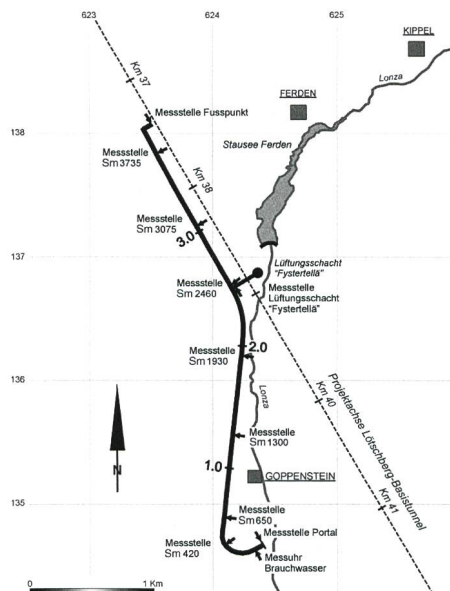 623
624
625
KIPPEL
Km 37
Lonza
FERDEN
Messstelle Fusspunkt
138
Stausee Ferden
Messstelle
Sm 3735
Km 38
Messstelle
Sm 3075
3.0
137
Lüftungsschacht
"Fystertellä"
Messstelle
Sm 2460
Messstelle
Lüftungsschacht
"Fystertellä"
2.0
Messstelle
Sm 1930
136
Lonza
Km 40
Projektachse Lötschberg-Basistunnel
N
Messstelle
Sm 1300
1.0
GOPPENSTEIN
Km 41
135
Messstelle
Sm 650
Messstelle Portal
Messstelle
Sm 420
Messuhr
Brauchwasser
0
1 Km